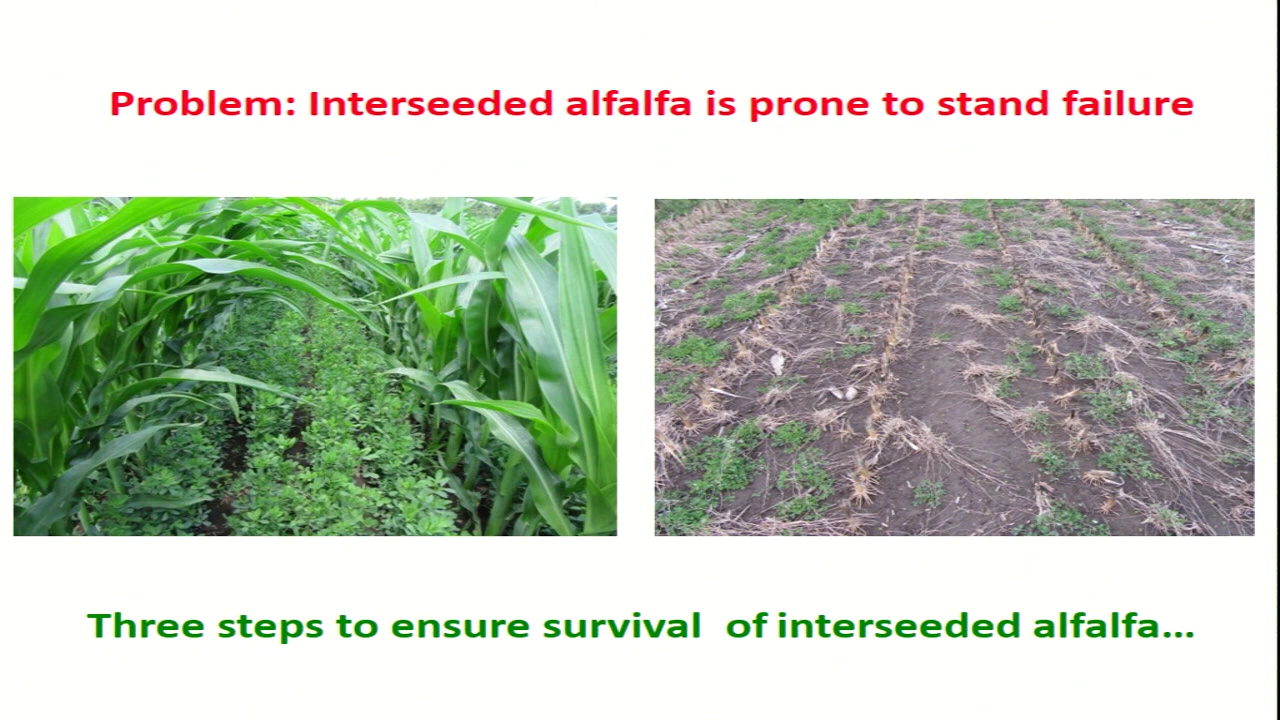 Problem: Interseeded alfalfa is prone to stand failure
Three steps to ensure survival  of interseeded alfalfa...